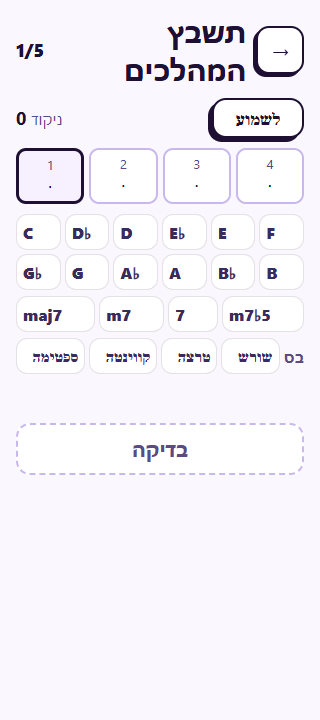 → תשבץ המהלכים 1/5
לשמוע ניקוד 0
1 2 3 4
. . . .
C D♭ D E♭ E F
G♭ G A♭ A B♭ B
maj7 m7 7 m7♭5
בס שורש טרצה קווינטה ספטימה
בדיקה